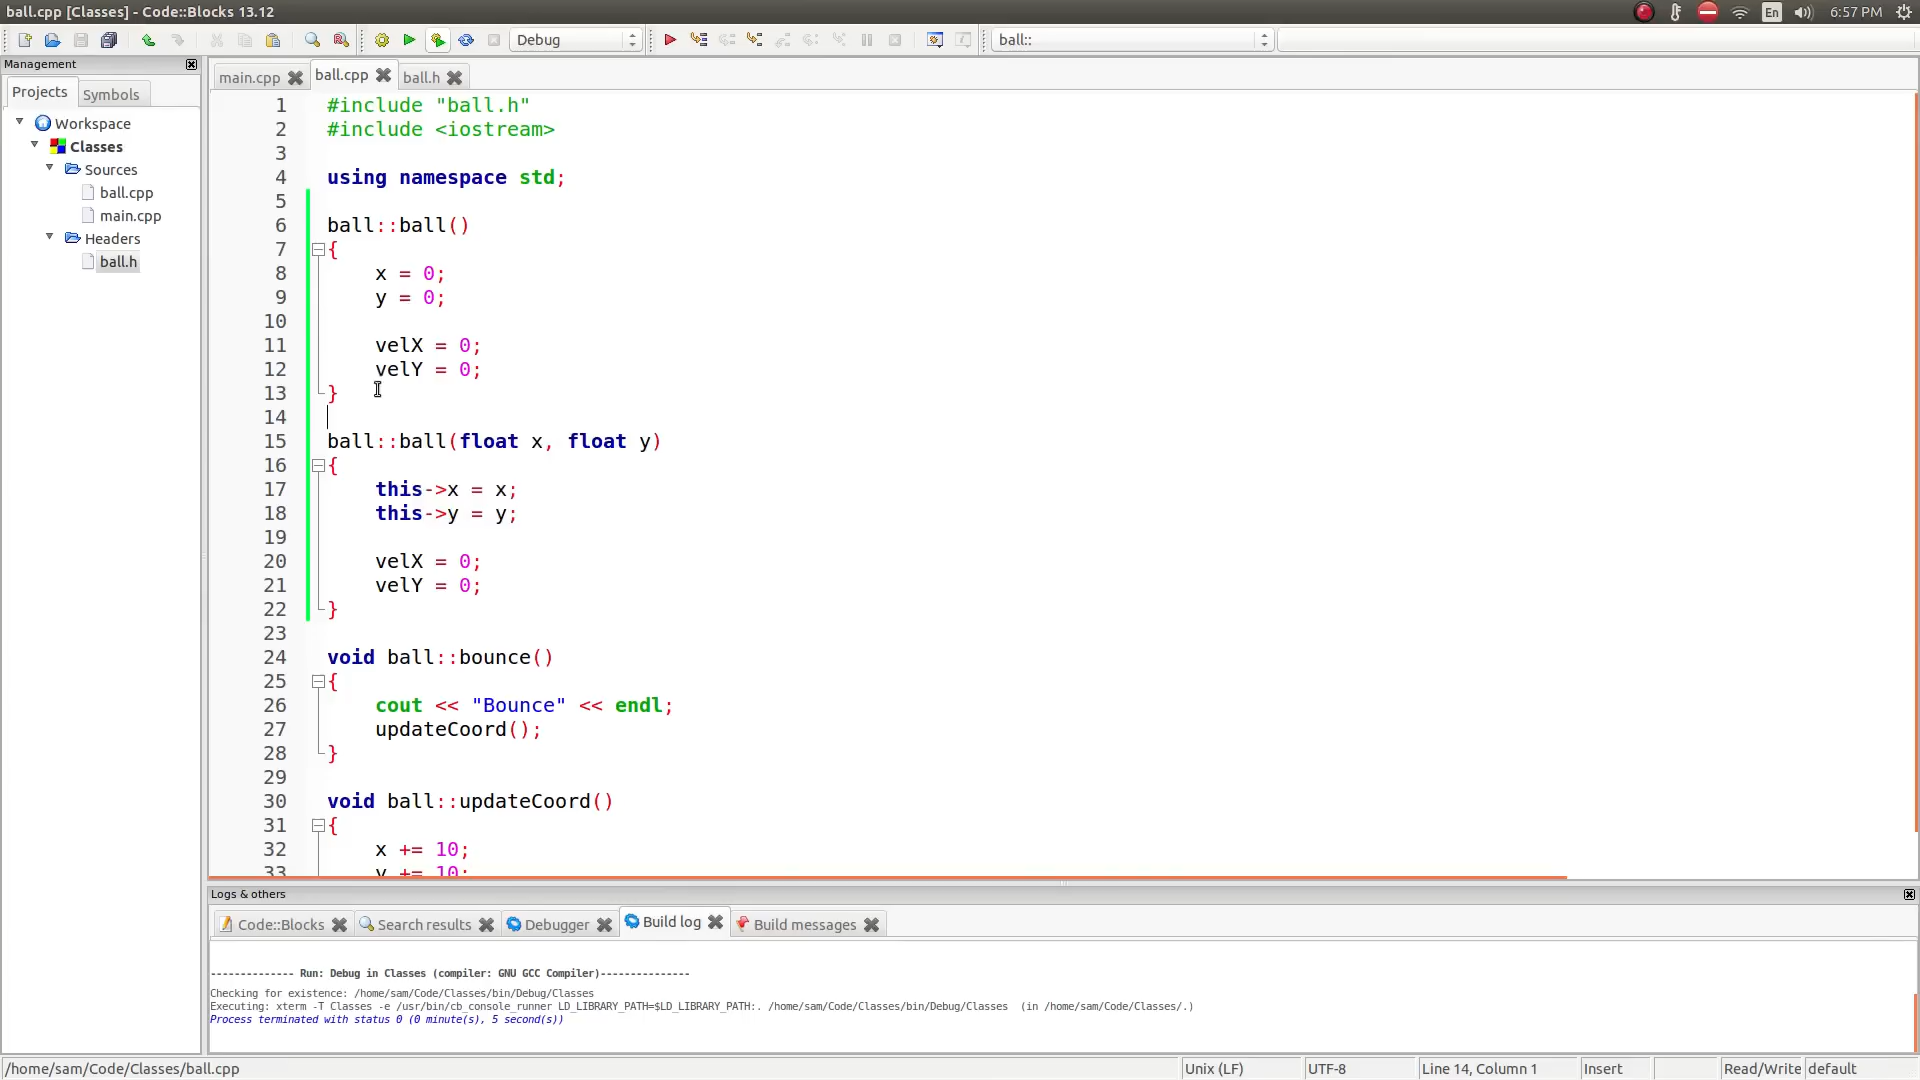 ball.cpp [Classes] - Code::Blocks 13.12
En
6:57 PM
Debug
ball::
Management
Projects
Symbols
Workspace
Classes
Sources
ball.cpp
main.cpp
Headers
ball.h
main.cpp
ball.cpp
ball.h
1 #include "ball.h"
2 #include <iostream>
3
4 using namespace std;
5
6 ball::ball()
7 {
8     x = 0;
9     y = 0;
10
11     velX = 0;
12     velY = 0;
13 }
14
15 ball::ball(float x, float y)
16 {
17     this->x = x;
18     this->y = y;
19
20     velX = 0;
21     velY = 0;
22 }
23
24 void ball::bounce()
25 {
26     cout << "Bounce" << endl;
27     updateCoord();
28 }
29
30 void ball::updateCoord()
31 {
32     x += 10;
33     y += 10;
Logs & others
Code::Blocks
Search results
Debugger
Build log
Build messages
-------------- Run: Debug in Classes (compiler: GNU GCC Compiler)---------------
Checking for existence: /home/sam/Code/Classes/bin/Debug/Classes
Executing: xterm -T Classes -e /usr/bin/cb_console_runner LD_LIBRARY_PATH=$LD_LIBRARY_PATH:. /home/sam/Code/Classes/bin/Debug/Classes  (in /home/sam/Code/Classes/.)
Process terminated with status 0 (0 minute(s), 5 second(s))
/home/sam/Code/Classes/ball.cpp
Unix (LF)
UTF-8
Line 14, Column 1
Insert
Read/Write
default